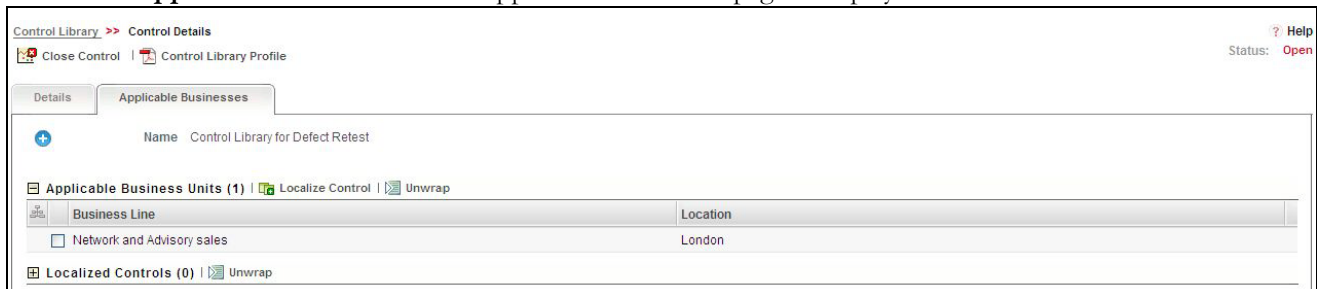 Control Library >> Control Details
? Help
Close Control | Control Library Profile
Status: Open
Details Applicable Businesses
Name Control Library for Defect Retest
Applicable Business Units (1) | Localize Control | Unwrap
Business Line Location
Network and Advisory sales London
Localized Controls (0) | Unwrap